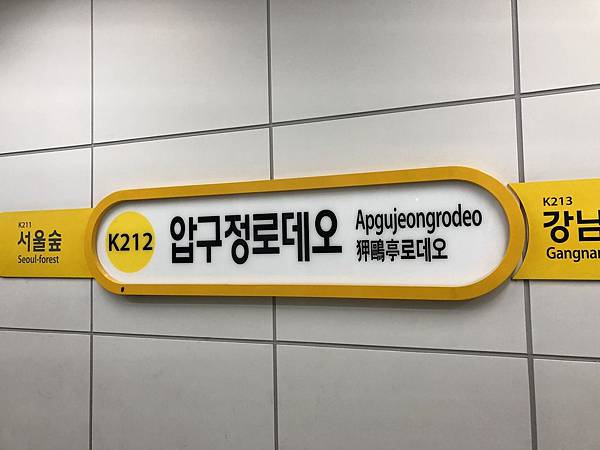 K211
서울숲
Seoul-forest
K212
압구정로데오
Apgujeongrodeo
狎鷗亭로데오
K213
강남
Gangnam